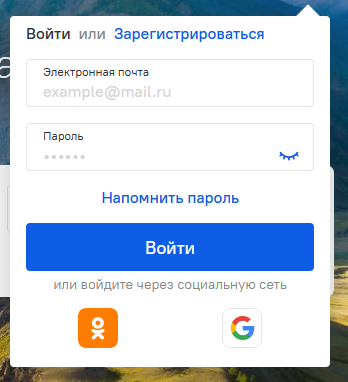 Войти или Зарегистрироваться
Электронная почта
example@mail.ru
Пароль
••••••
Напомнить пароль
Войти
или войдите через социальную сеть